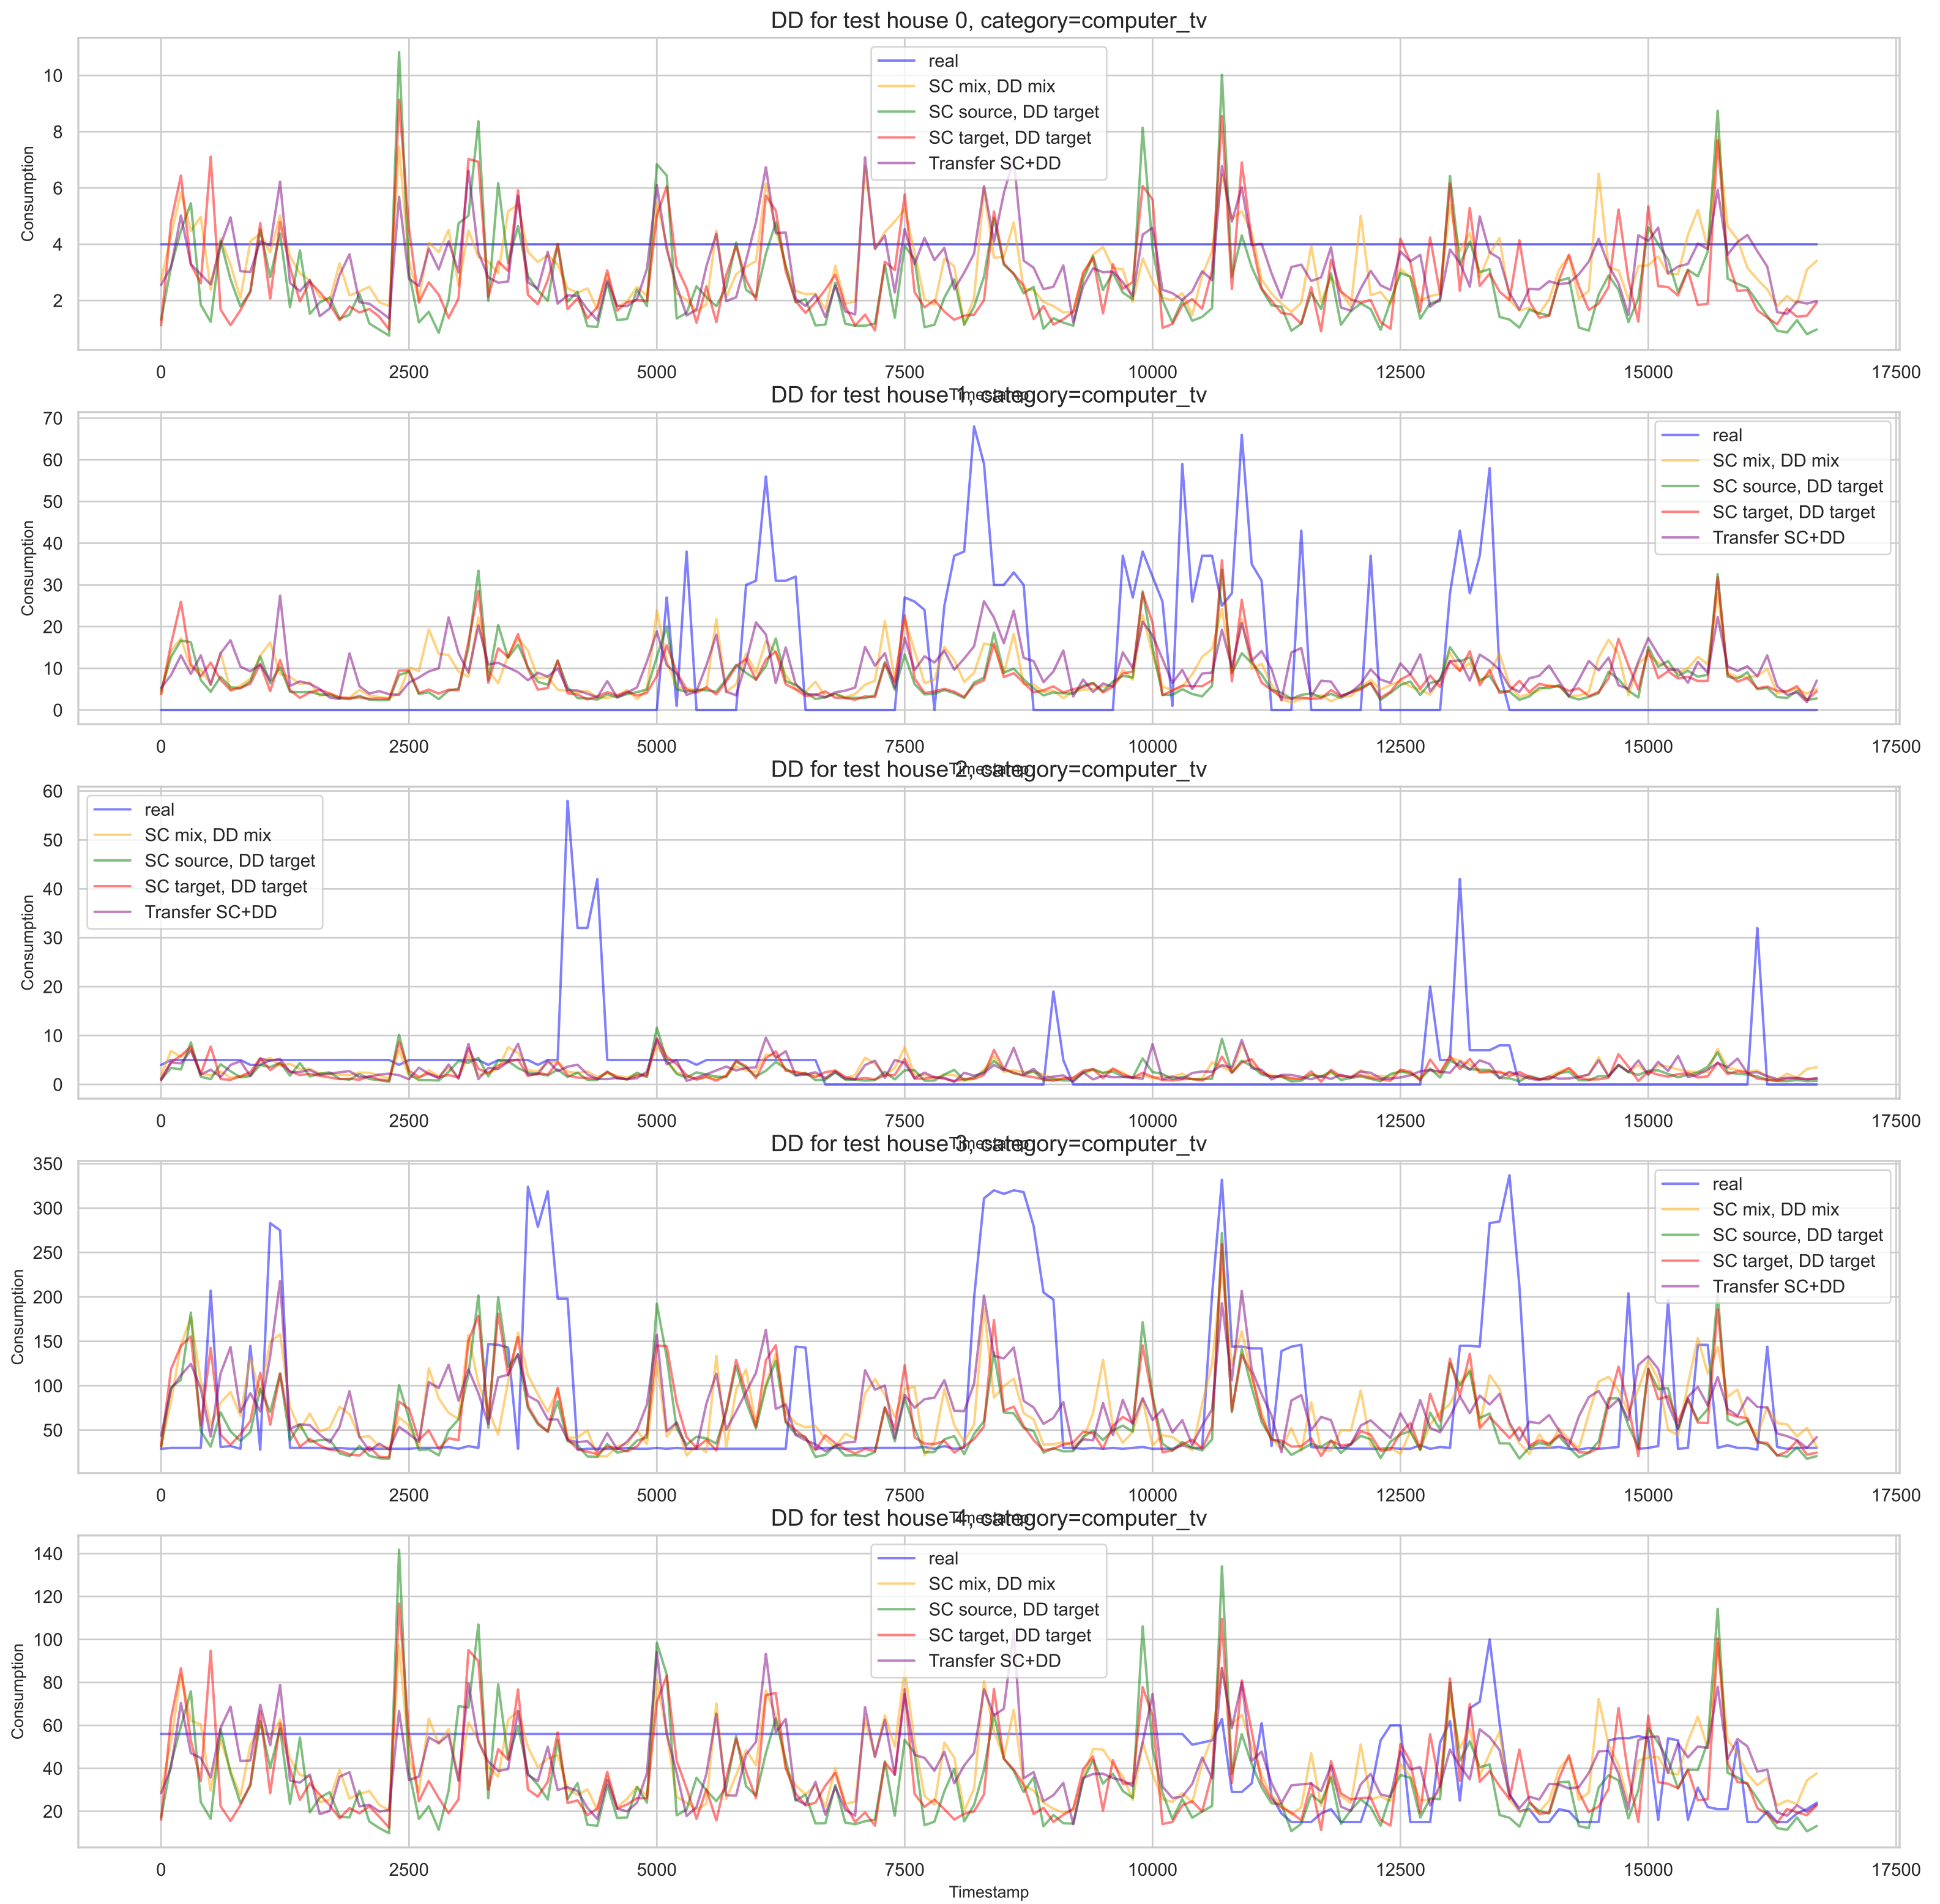 DD for test house 0, category=computer_tv
Consumption
10
8
6
4
2
real
SC mix, DD mix
SC source, DD target
SC target, DD target
Transfer SC+DD
0 2500 5000 7500 10000 12500 15000 17500
Timestamp
DD for test house 1, category=computer_tv
Consumption
70
60
50
40
30
20
10
0
real
SC mix, DD mix
SC source, DD target
SC target, DD target
Transfer SC+DD
0 2500 5000 7500 10000 12500 15000 17500
Timestamp
DD for test house 2, category=computer_tv
Consumption
60
50
40
30
20
10
0
real
SC mix, DD mix
SC source, DD target
SC target, DD target
Transfer SC+DD
0 2500 5000 7500 10000 12500 15000 17500
Timestamp
DD for test house 3, category=computer_tv
Consumption
350
300
250
200
150
100
50
real
SC mix, DD mix
SC source, DD target
SC target, DD target
Transfer SC+DD
0 2500 5000 7500 10000 12500 15000 17500
Timestamp
DD for test house 4, category=computer_tv
Consumption
140
120
100
80
60
40
20
real
SC mix, DD mix
SC source, DD target
SC target, DD target
Transfer SC+DD
0 2500 5000 7500 10000 12500 15000 17500
Timestamp